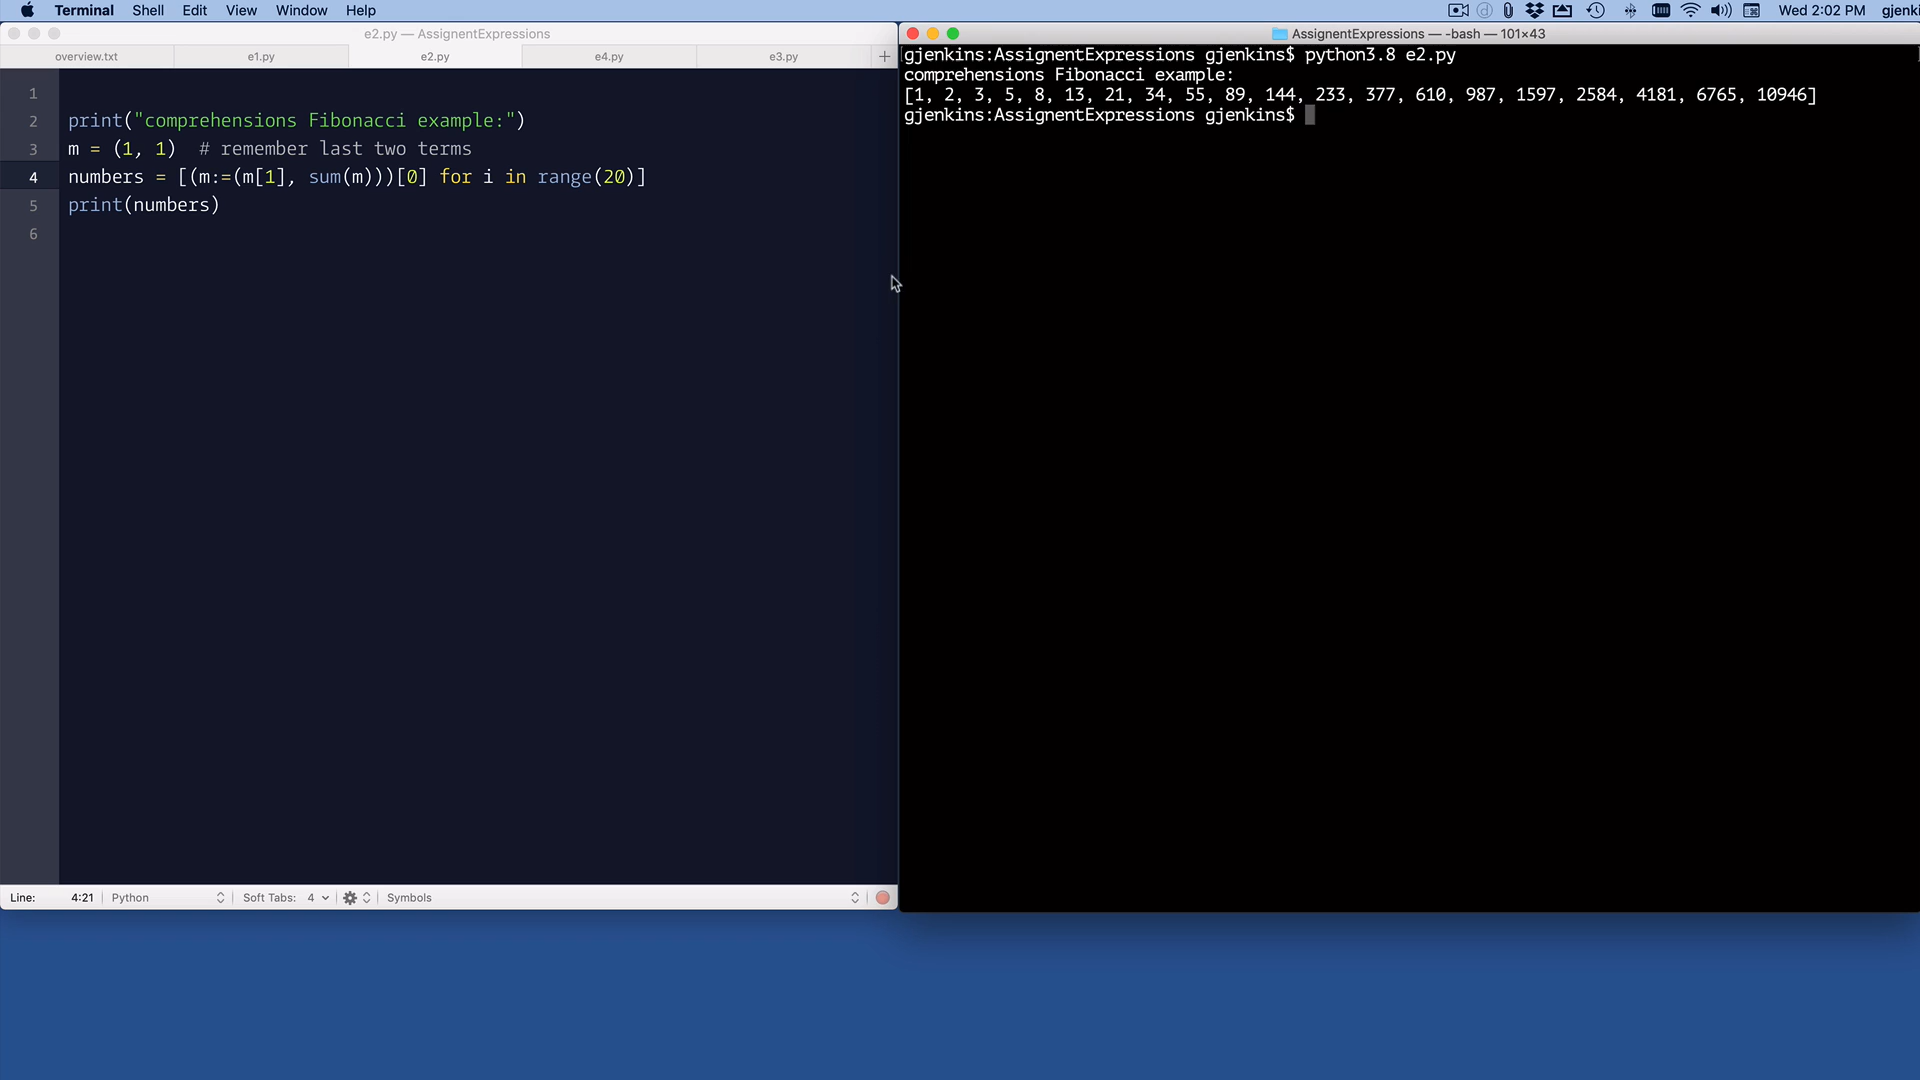 Terminal Shell Edit View Window Help
Wed 2:02 PM gjenki
e2.py — AssignentExpressions
overview.txt e1.py e2.py e4.py e3.py +
1
2 print("comprehensions Fibonacci example:")
3 m = (1, 1)  # remember last two terms
4 numbers = [(m:=(m[1], sum(m)))[0] for i in range(20)]
5 print(numbers)
6
Line: 4:21 Python Soft Tabs: 4 Symbols
AssignentExpressions — -bash — 101×43
gjenkins:AssignentExpressions gjenkins$ python3.8 e2.py
comprehensions Fibonacci example:
[1, 2, 3, 5, 8, 13, 21, 34, 55, 89, 144, 233, 377, 610, 987, 1597, 2584, 4181, 6765, 10946]
gjenkins:AssignentExpressions gjenkins$